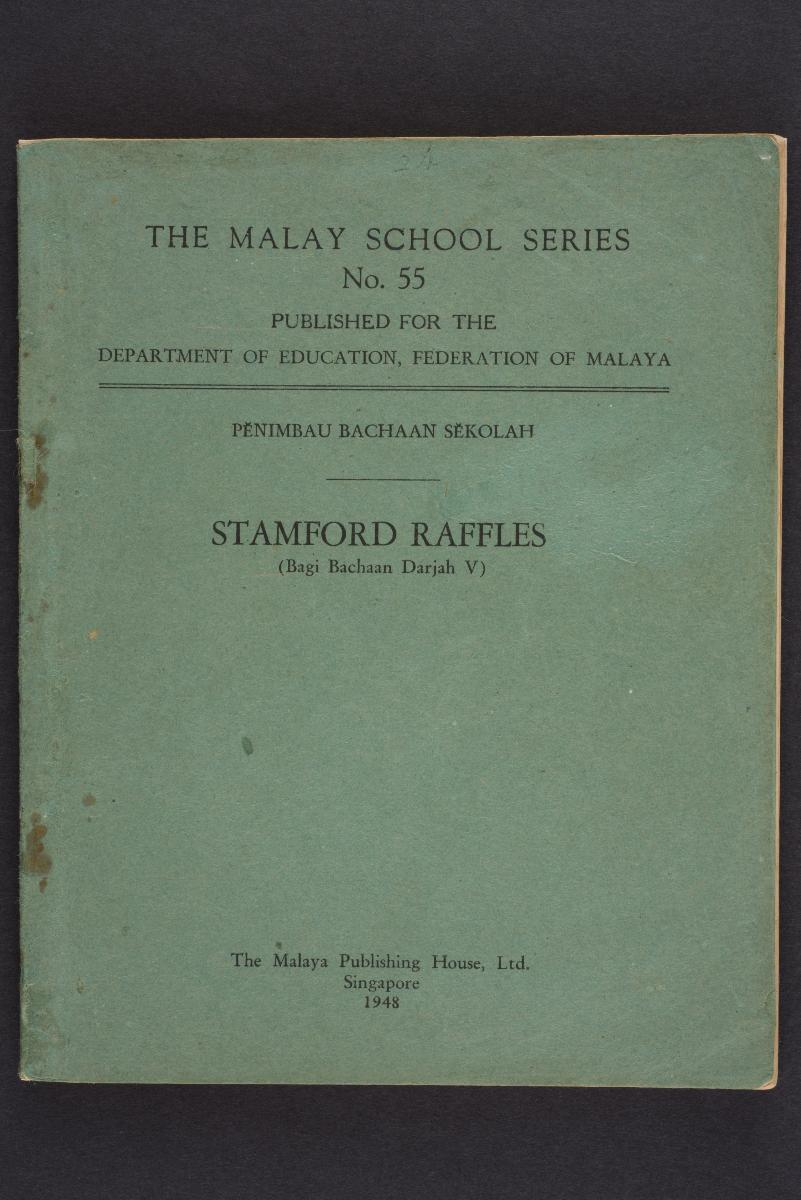 THE MALAY SCHOOL SERIES
No. 55
PUBLISHED FOR THE
DEPARTMENT OF EDUCATION, FEDERATION OF MALAYA
PĔNIMBAU BACHAAN SĔKOLAH
STAMFORD RAFFLES
(Bagi Bachaan Darjah V)
The Malaya Publishing House, Ltd.
Singapore
1948